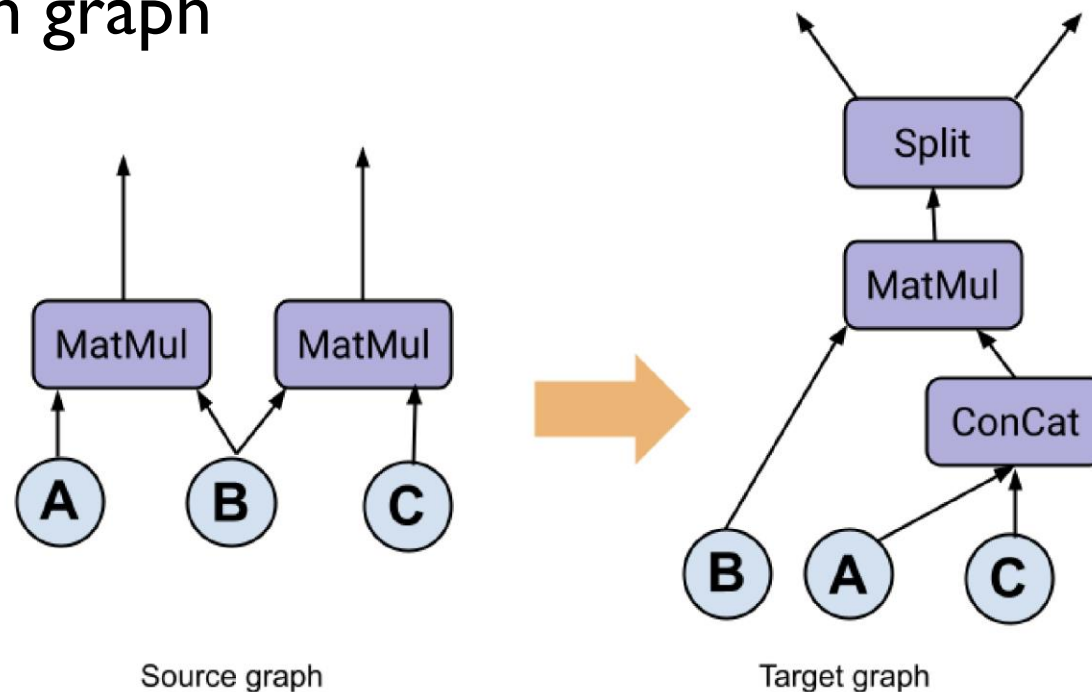 n graph
Split
MatMul
MatMul
MatMul
ConCat
A
B
C
B
A
C
Source graph
Target graph